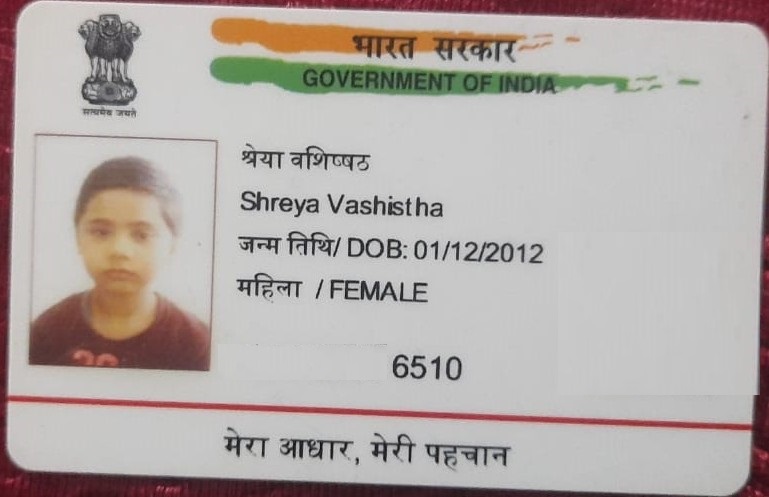 भारत सरकार
GOVERNMENT OF INDIA
सत्यमेव जयते
श्रेया वशिष्षठ
Shreya Vashistha
जन्म तिथि/ DOB: 01/12/2012
महिला / FEMALE
6510
मेरा आधार, मेरी पहचान